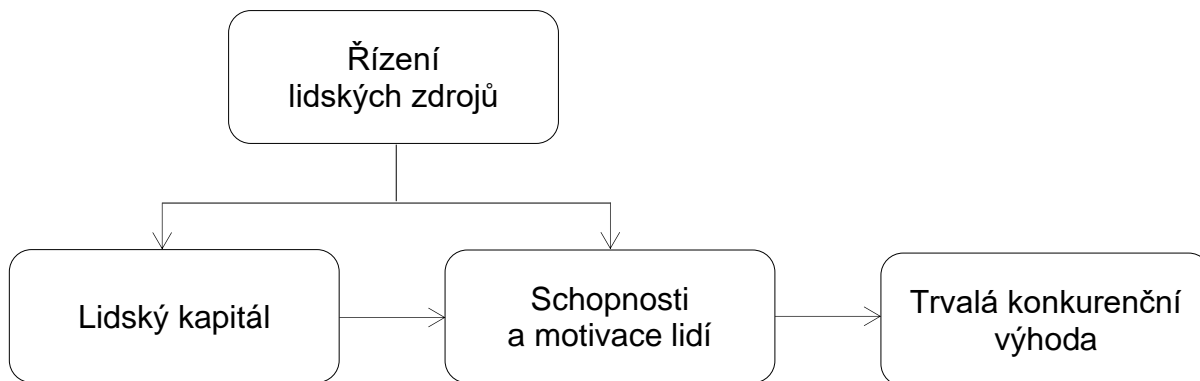 Řízení
lidských zdrojů
Lidský kapitál
Schopnosti
a motivace lidí
Trvalá konkurenční
výhoda